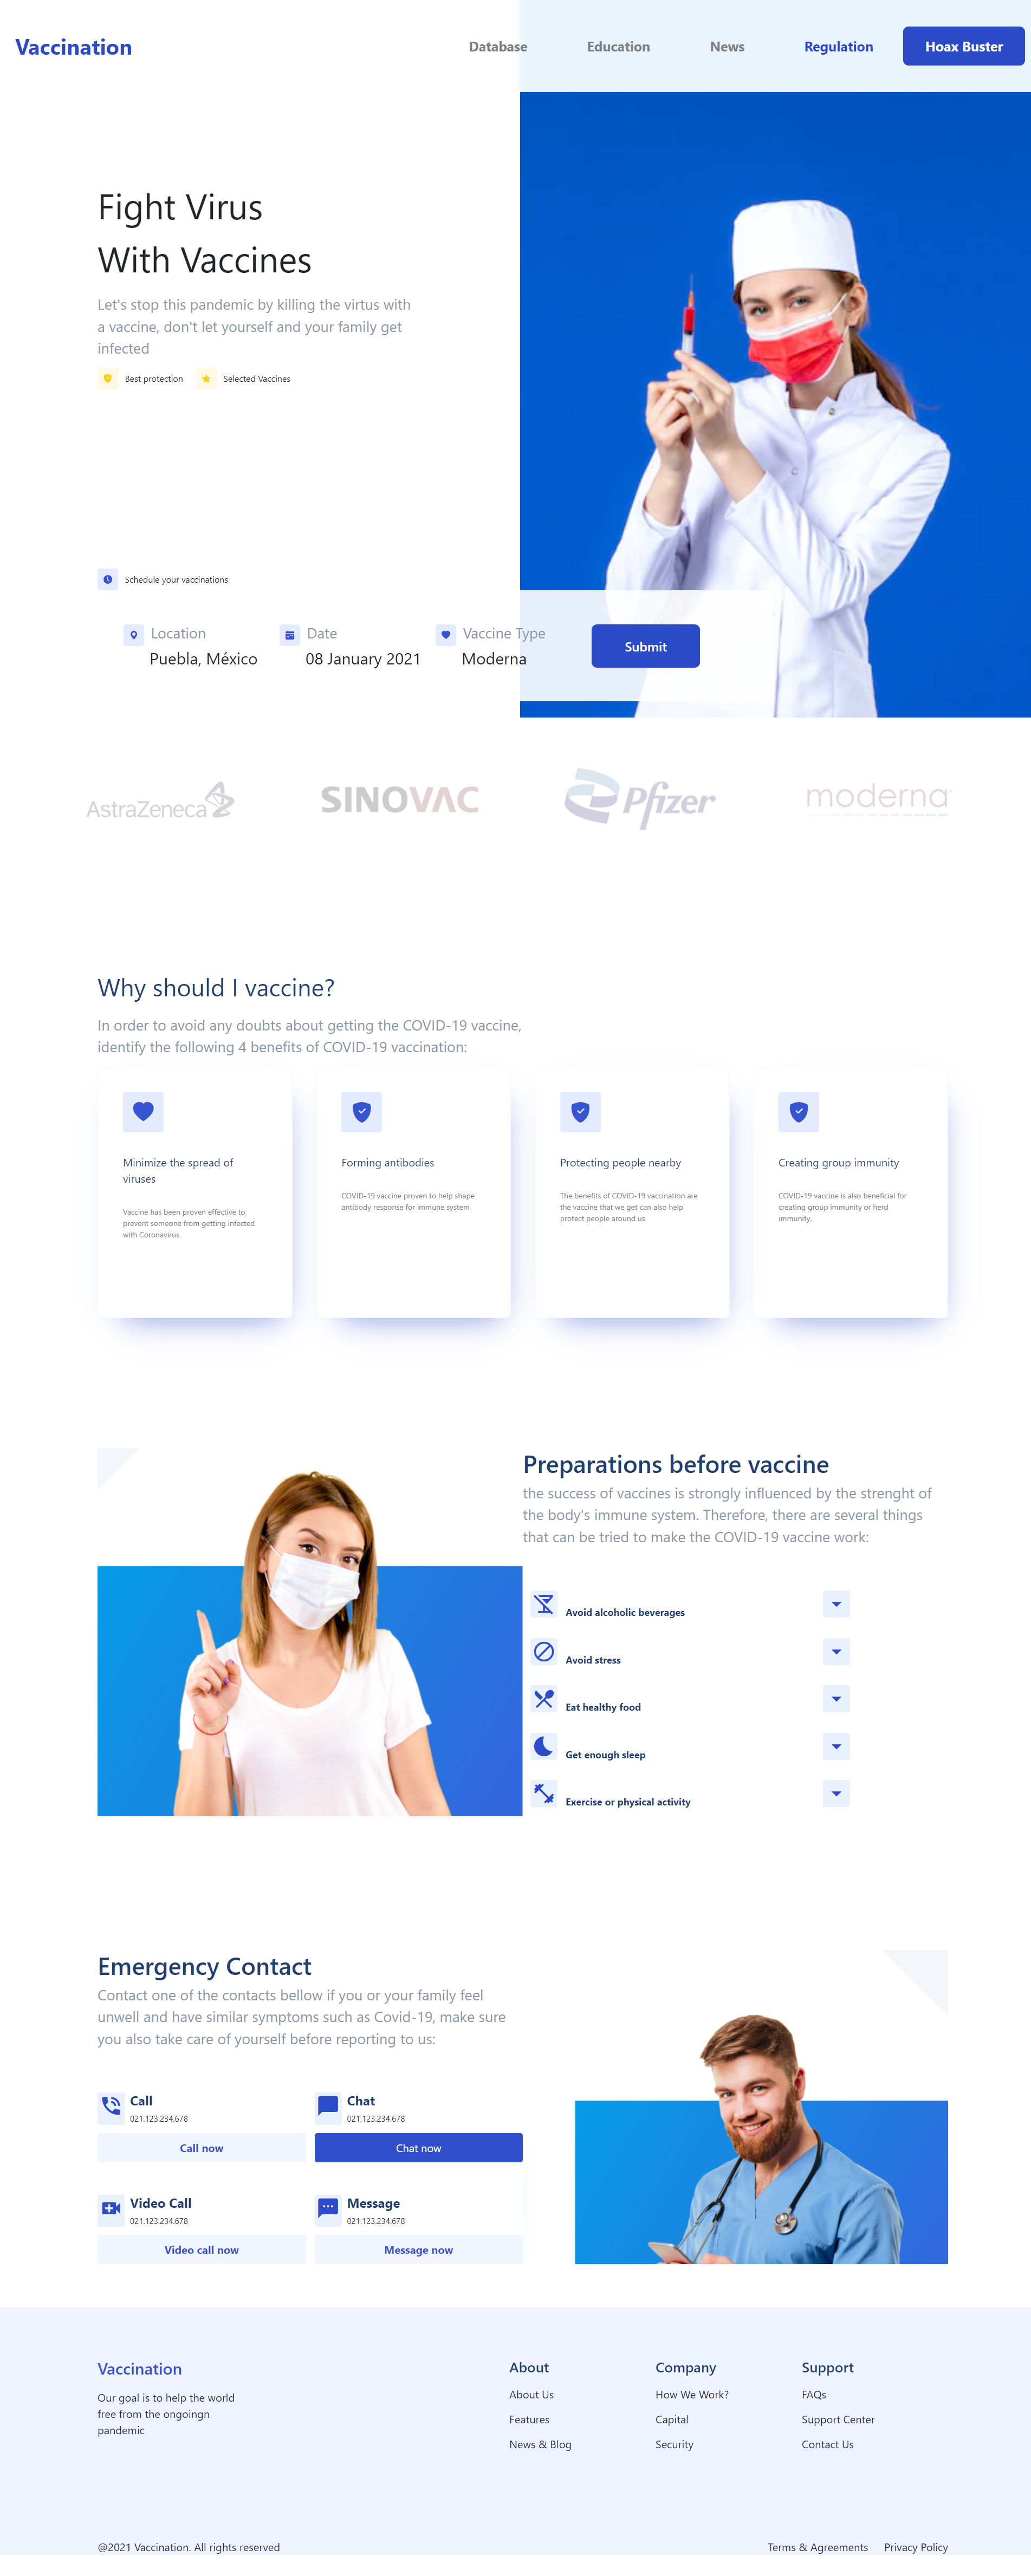 Vaccination
Database
Education
News
Regulation
Hoax Buster
Fight Virus
With Vaccines
Let's stop this pandemic by killing the virtus with
a vaccine, don't let yourself and your family get
infected
Best protection
Selected Vaccines
Schedule your vaccinations
Location
Puebla, México
Date
08 January 2021
Vaccine Type
Moderna
Submit
AstraZeneca
SINOVAC
Pfizer
moderna
Why should I vaccine?
In order to avoid any doubts about getting the COVID-19 vaccine,
identify the following 4 benefits of COVID-19 vaccination:
Minimize the spread of
viruses
Vaccine has been proven effective to
prevent someone from getting infected
with Coronavirus
Forming antibodies
COVID-19 vaccine proven to help shape
antibody response for immune system
Protecting people nearby
The benefits of COVID-19 vaccination are
the vaccine that we get can also help
protect people around us
Creating group immunity
COVID-19 vaccine is also beneficial for
creating group immunity or herd
immunity.
Preparations before vaccine
the success of vaccines is strongly influenced by the strenght of
the body's immune system. Therefore, there are several things
that can be tried to make the COVID-19 vaccine work:
Avoid alcoholic beverages
Avoid stress
Eat healthy food
Get enough sleep
Exercise or physical activity
Emergency Contact
Contact one of the contacts bellow if you or your family feel
unwell and have similar symptoms such as Covid-19, make sure
you also take care of yourself before reporting to us:
Call
021.123.234.678
Call now
Chat
021.123.234.678
Chat now
Video Call
021.123.234.678
Video call now
Message
021.123.234.678
Message now
Vaccination
Our goal is to help the world
free from the ongoingn
pandemic
About
About Us
Features
News & Blog
Company
How We Work?
Capital
Security
Support
FAQs
Support Center
Contact Us
@2021 Vaccination. All rights reserved
Terms & Agreements
Privacy Policy